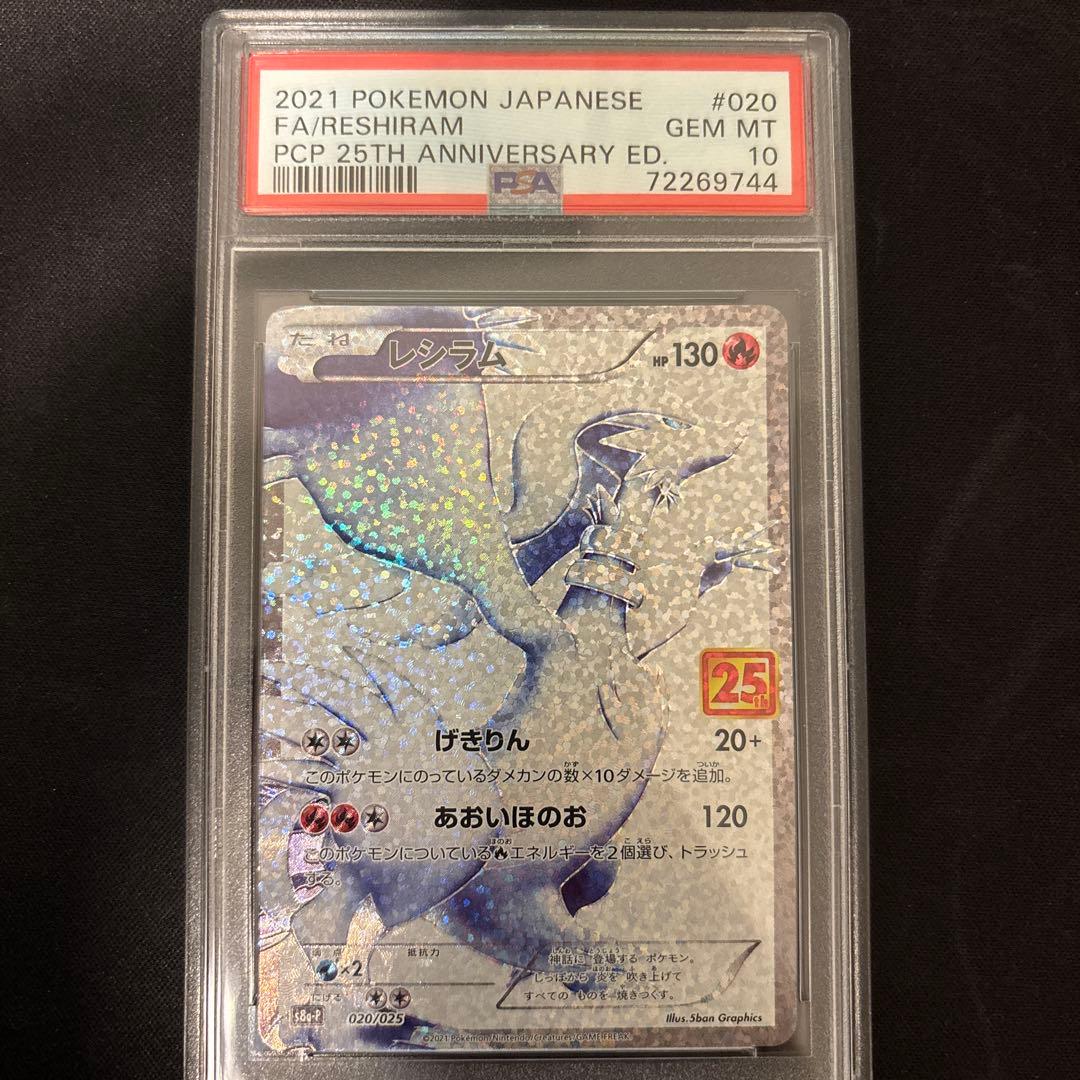 2021 POKEMON JAPANESE #020
FA/RESHIRAM GEM MT
PCP 25TH ANNIVERSARY ED. 10
PSA 72269744
たね レシラム HP130
25th
げきりん 20+
このポケモンにのっているダメカンの数×10ダメージを追加。
あおいほのお 120
このポケモンについている エネルギーを2個選び、トラッシュ
する。
弱点 抵抗力
×2
にげる
神話に 登場する ポケモン。
しっぽから 炎を 吹き上げて
すべての ものを 焼きつくす。
s8a-P 020/025
Illus.5ban Graphics
©2021 Pokémon/Nintendo/Creatures/GAME FREAK.